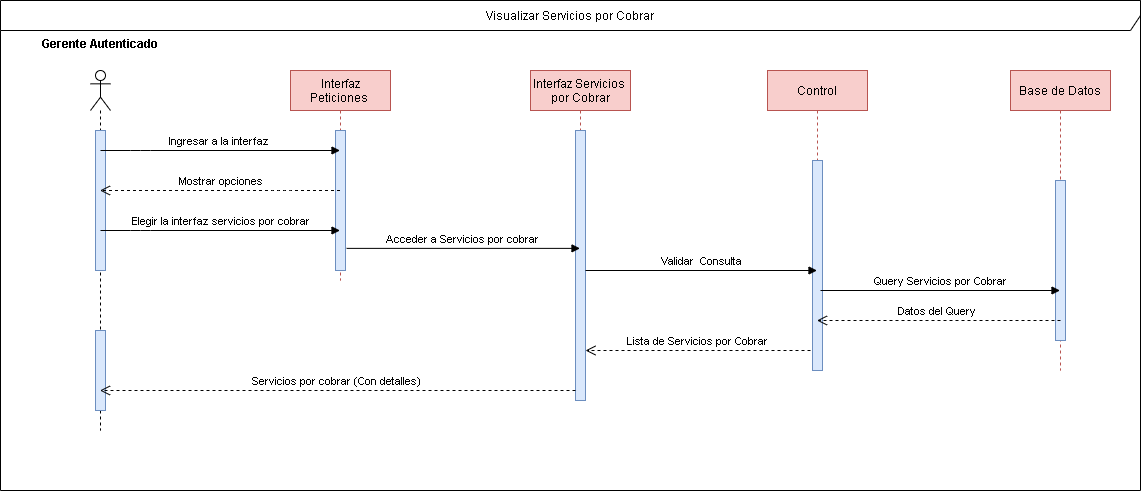 Visualizar Servicios por Cobrar
Gerente Autenticado
Interfaz
Peticiones
Interfaz Servicios
por Cobrar
Control
Base de Datos
Ingresar a la interfaz
Mostrar opciones
Elegir la interfaz servicios por cobrar
Acceder a Servicios por cobrar
Validar Consulta
Query Servicios por Cobrar
Datos del Query
Lista de Servicios por Cobrar
Servicios por cobrar (Con detalles)